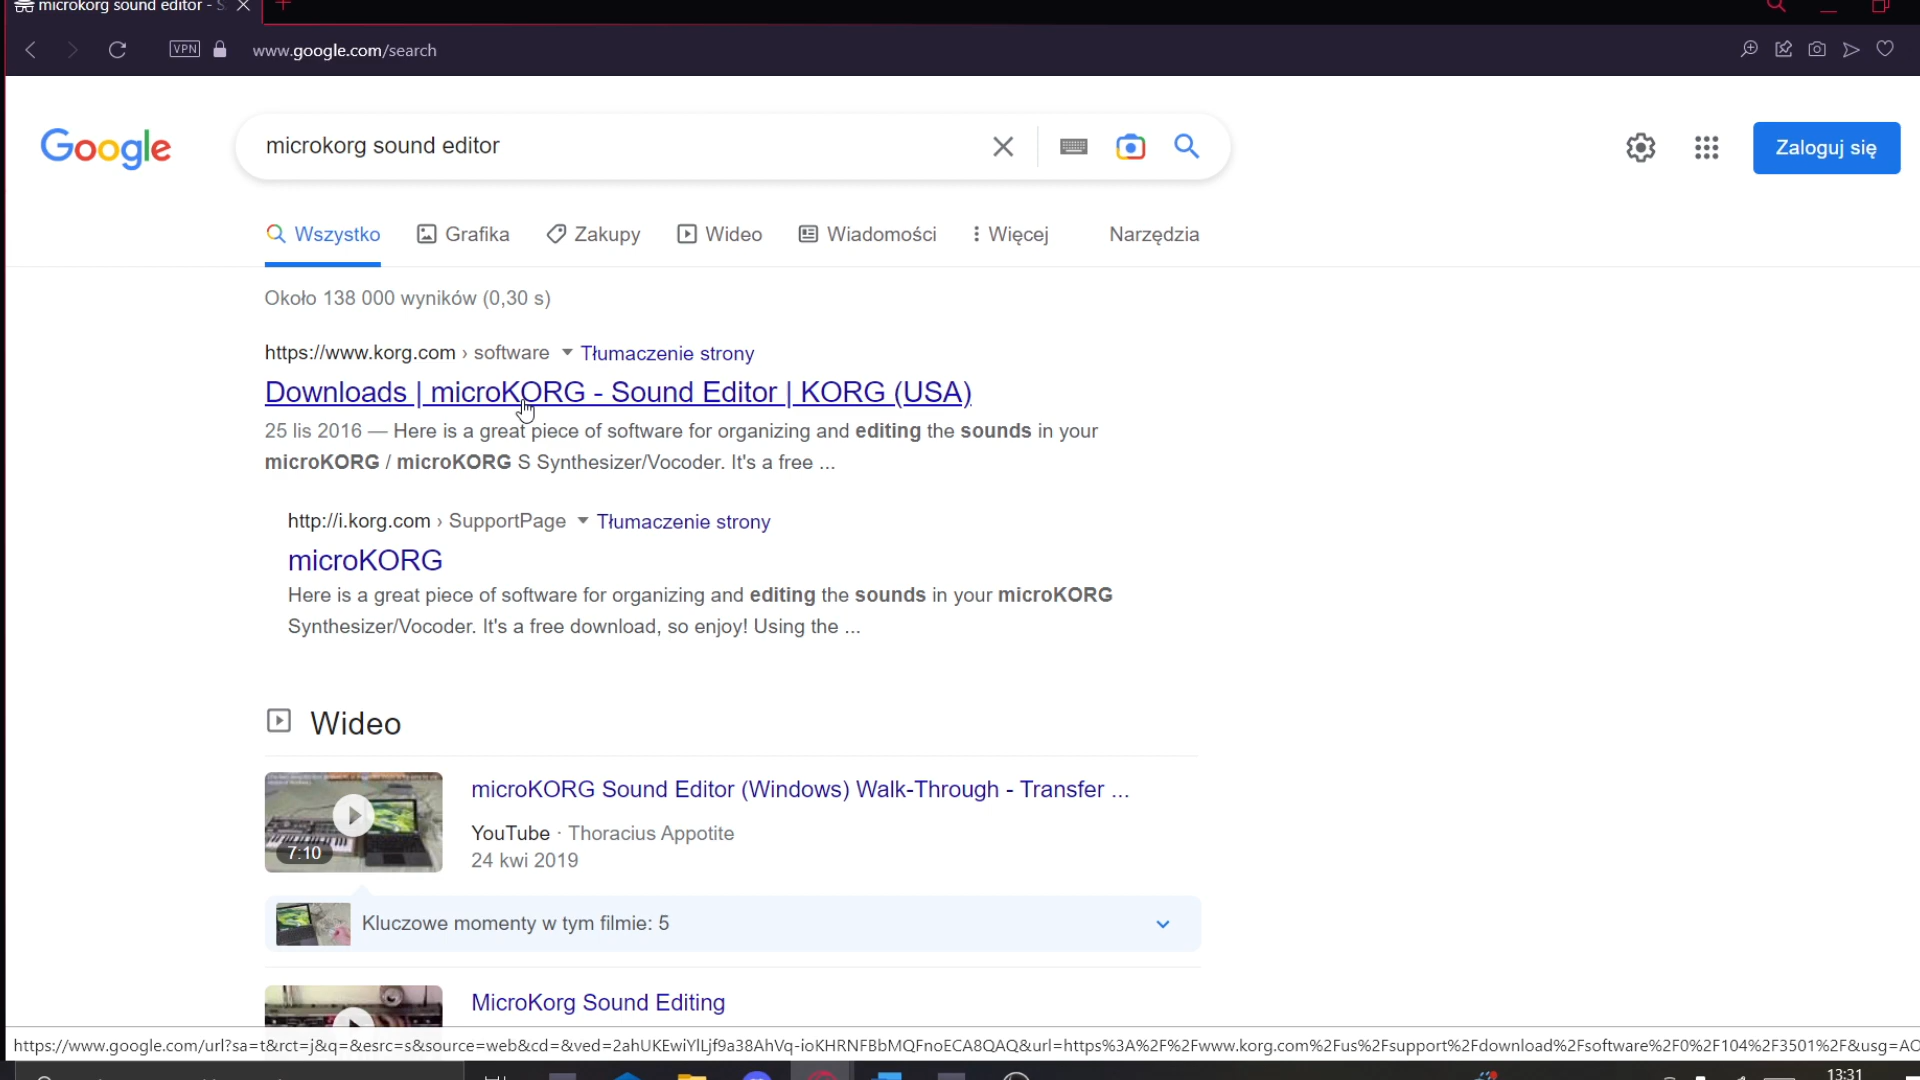 microkorg sound editor - S
VPN www.google.com/search
Google microkorg sound editor Zaloguj się
Wszystko Grafika Zakupy Wideo Wiadomości Więcej Narzędzia
Około 138 000 wyników (0,30 s)
https://www.korg.com › software Tłumaczenie strony
Downloads | microKORG - Sound Editor | KORG (USA)
25 lis 2016 — Here is a great piece of software for organizing and editing the sounds in your
microKORG / microKORG S Synthesizer/Vocoder. It's a free ...
http://i.korg.com › SupportPage Tłumaczenie strony
microKORG
Here is a great piece of software for organizing and editing the sounds in your microKORG
Synthesizer/Vocoder. It's a free download, so enjoy! Using the ...
Wideo
microKORG Sound Editor (Windows) Walk-Through - Transfer ...
YouTube · Thoracius Appotite
24 kwi 2019
7:10
Kluczowe momenty w tym filmie: 5
MicroKorg Sound Editing
https://www.google.com/url?sa=t&rct=j&q=&esrc=s&source=web&cd=&ved=2ahUKEwiYlLjf9a38AhVq-ioKHRNFBbMQFnoECA8QAQ&url=https%3A%2F%2Fwww.korg.com%2Fus%2Fsupport%2Fdownload%2Fsoftware%2F0%2F104%2F3501%2F&usg=AO
13:31